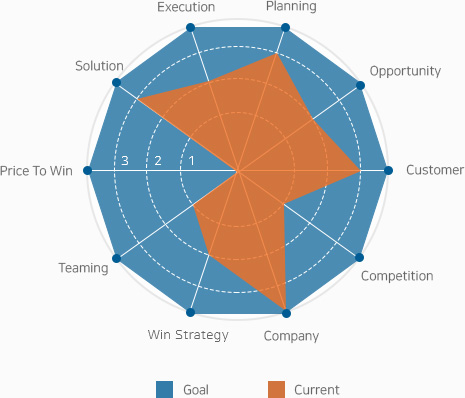 Execution
Planning
Solution
Opportunity
3 2 1
Price To Win
Customer
Teaming
Competition
Win Strategy
Company
Goal
Current